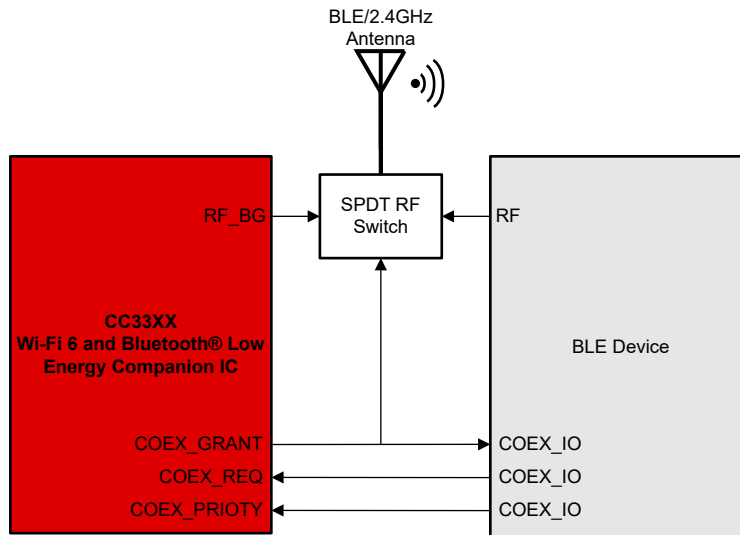 BLE/2.4GHz
Antenna
SPDT RF
Switch
RF_BG
RF
CC33XX
Wi-Fi 6 and Bluetooth® Low
Energy Companion IC
BLE Device
COEX_GRANT
COEX_IO
COEX_REQ
COEX_IO
COEX_PRIOTY
COEX_IO